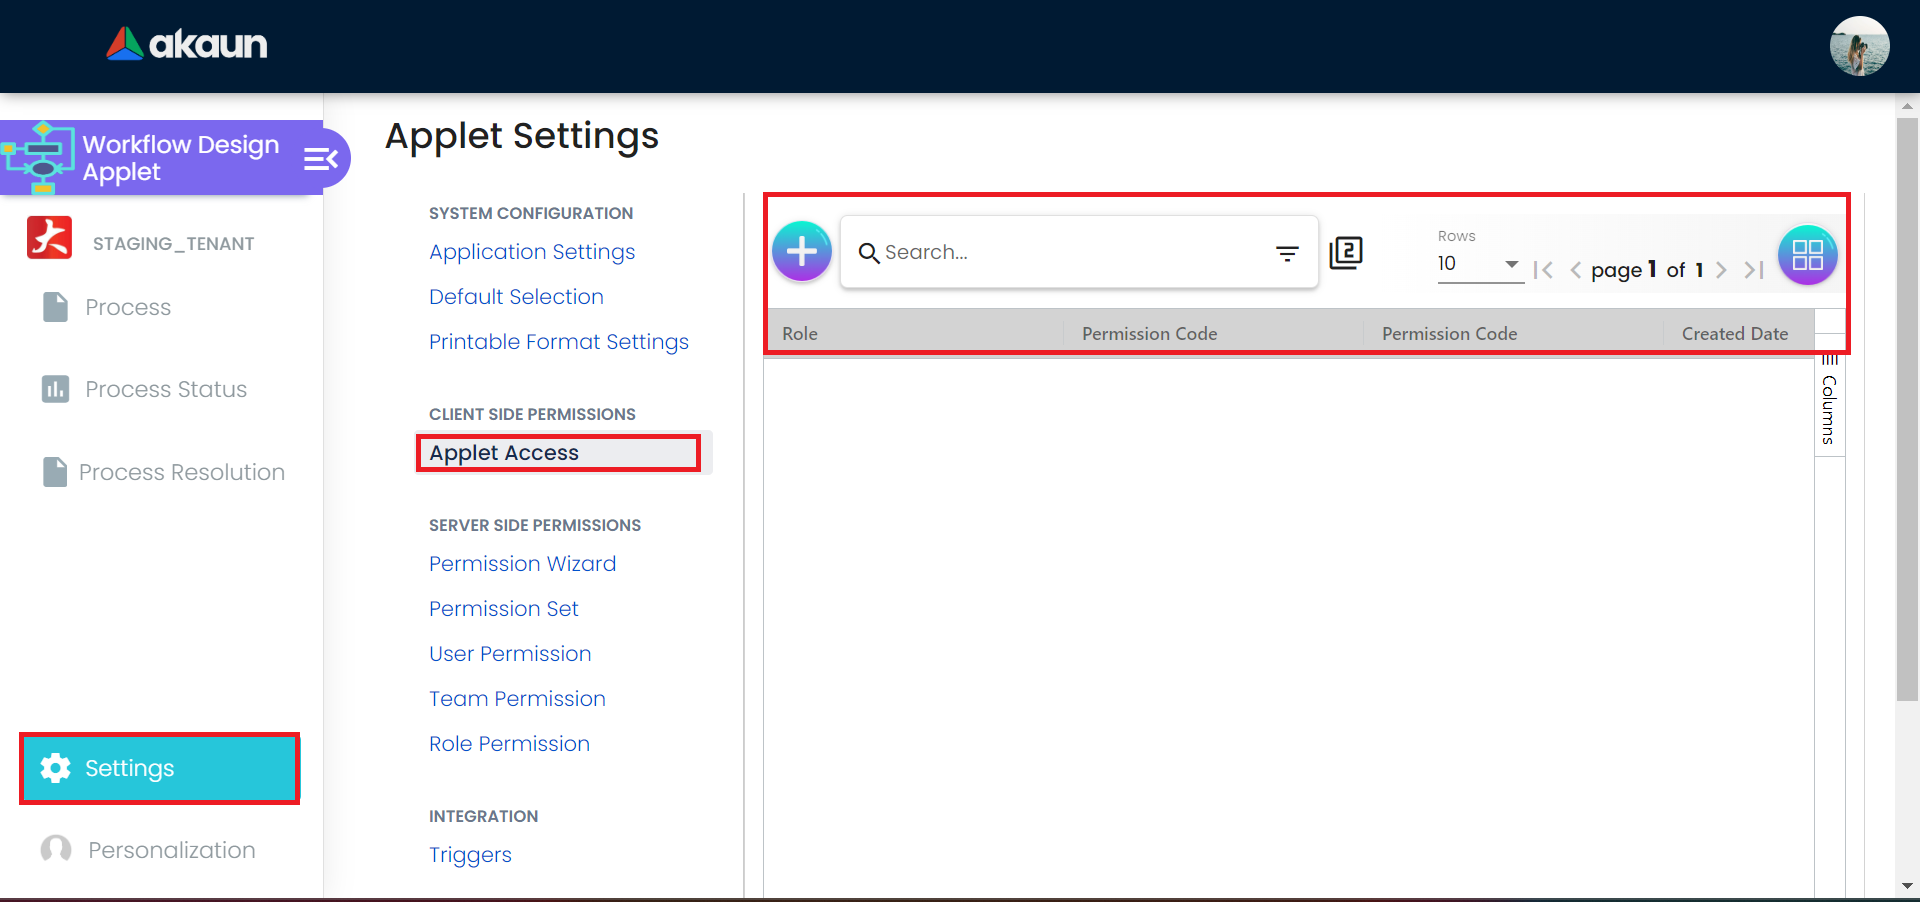 akaun
Workflow Design
Applet
STAGING_TENANT
Process
Process Status
Process Resolution
Settings
Personalization
Applet Settings
SYSTEM CONFIGURATION
Application Settings
Default Selection
Printable Format Settings
CLIENT SIDE PERMISSIONS
Applet Access
SERVER SIDE PERMISSIONS
Permission Wizard
Permission Set
User Permission
Team Permission
Role Permission
INTEGRATION
Triggers
Search...
2
Rows
10
page 1 of 1
Role Permission Code Permission Code Created Date
Columns